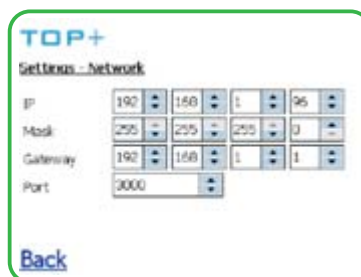 TOP+
Settings - Network
IP 192 168 1 96
Mask 255 255 255 0
Gateway 192 168 1 1
Port 3000
Back